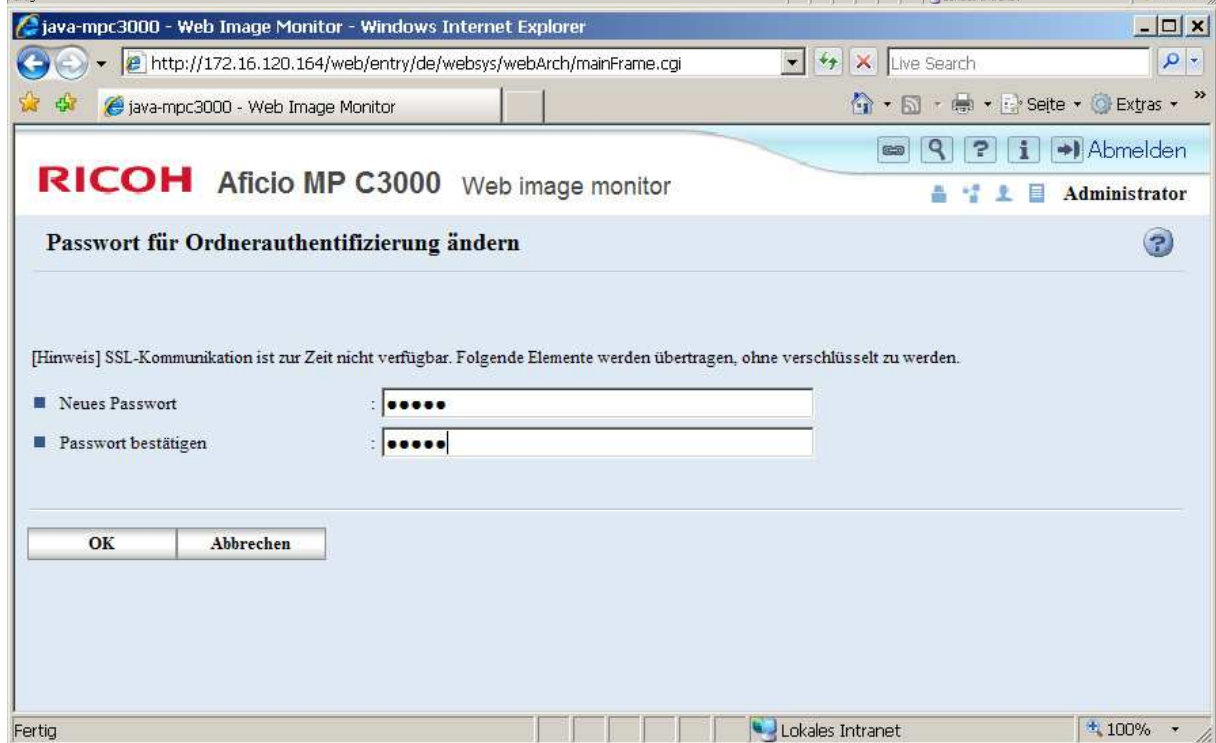 java-mpc3000 - Web Image Monitor - Windows Internet Explorer
http://172.16.120.164/web/entry/de/websys/webArch/mainFrame.cgi
Live Search
java-mpc3000 - Web Image Monitor
Seite
Extras
Abmelden
RICOH Aficio MP C3000 Web image monitor
Administrator
Passwort für Ordnerauthentifizierung ändern
[Hinweis] SSL-Kommunikation ist zur Zeit nicht verfügbar. Folgende Elemente werden übertragen, ohne verschlüsselt zu werden.
Neues Passwort : ●●●●●
Passwort bestätigen : ●●●●●
OK Abbrechen
Fertig
Lokales Intranet
100%